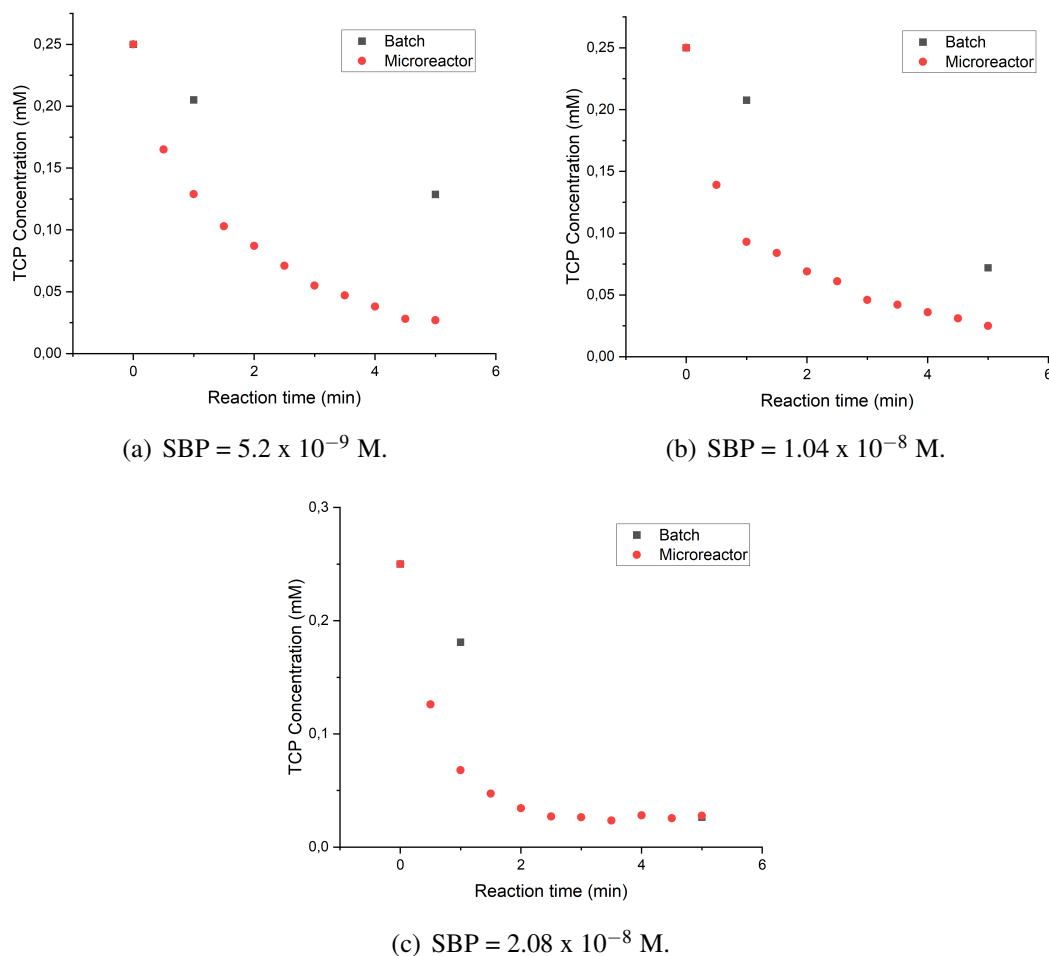 0,25
0,20
0,15
0,10
0,05
0,00
TCP Concentration (mM)
Batch
Microreactor
0
2
4
6
Reaction time (min)
(a) SBP = 5.2 x 10⁻⁹ M.
0,25
0,20
0,15
0,10
0,05
0,00
TCP Concentration (mM)
Batch
Microreactor
0
2
4
6
Reaction time (min)
(b) SBP = 1.04 x 10⁻⁸ M.
0,3
0,2
0,1
0,0
TCP Concentration (mM)
Batch
Microreactor
0
2
4
6
Reaction time (min)
(c) SBP = 2.08 x 10⁻⁸ M.